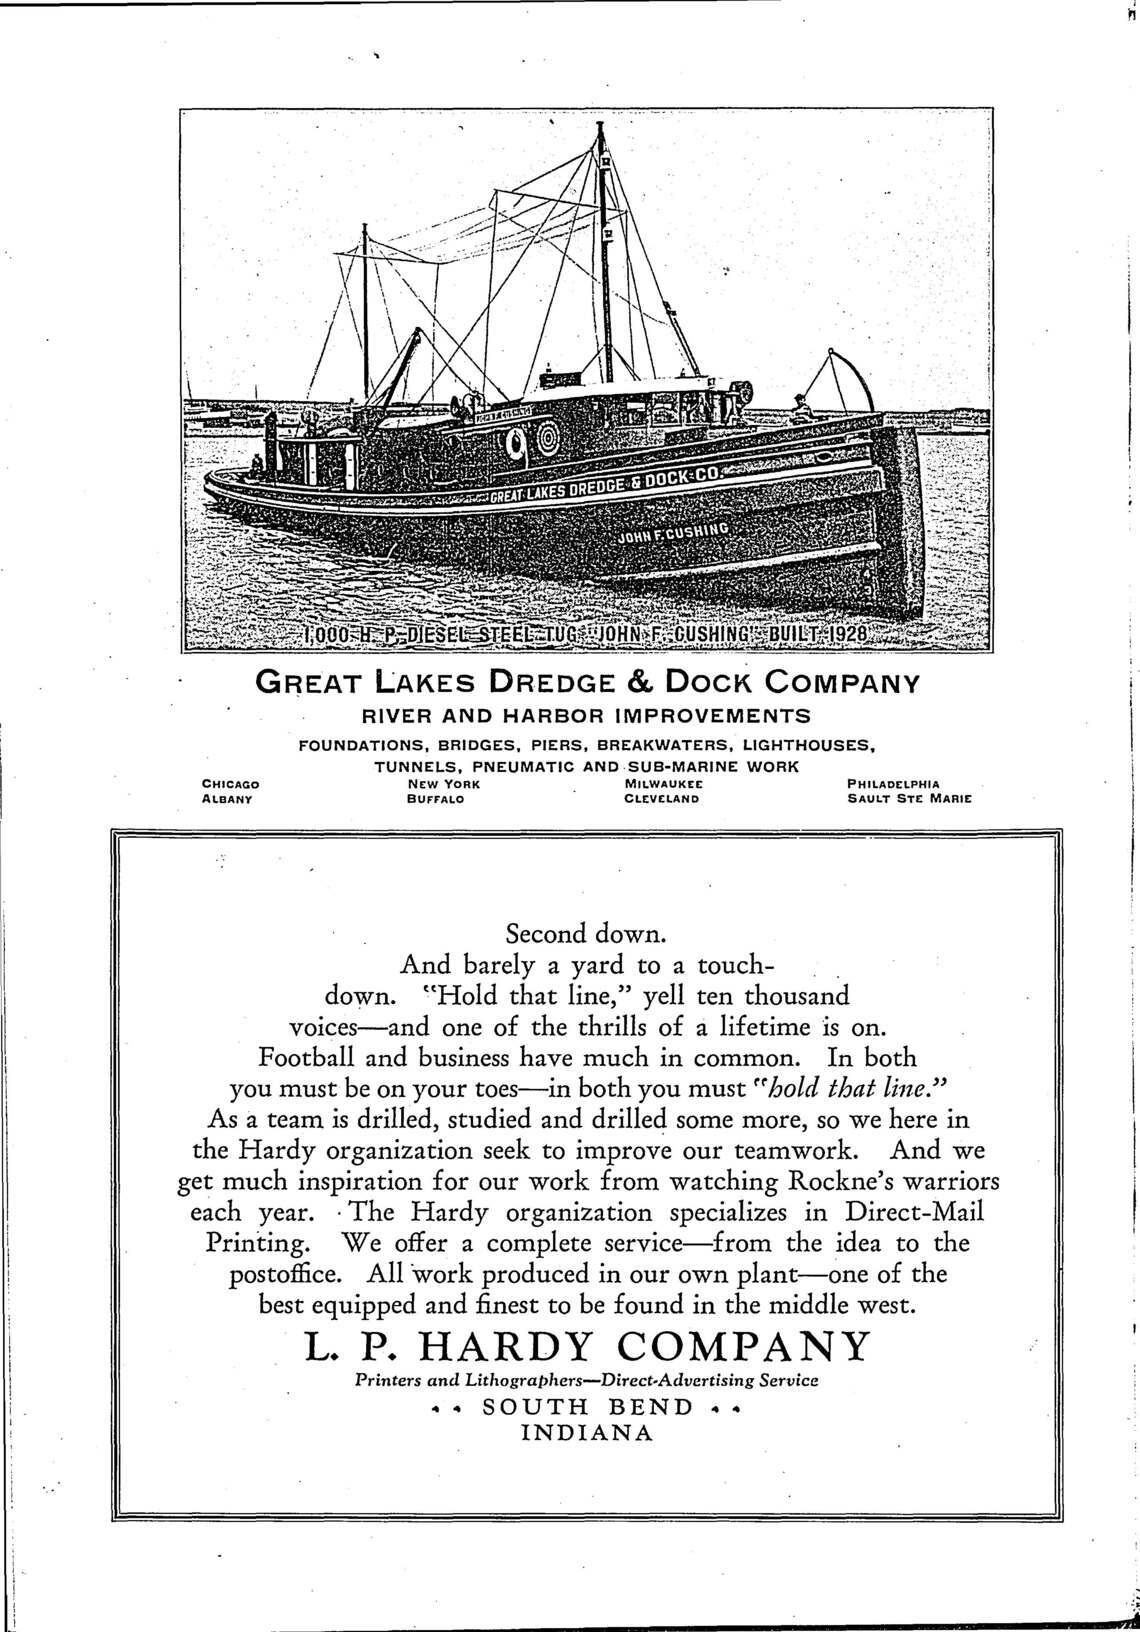 JOHN F. CUSHING
GREAT LAKES DREDGE & DOCK CO.
JOHN F. CUSHING
1,000 H. P. DIESEL STEEL TUG "JOHN F. CUSHING" BUILT 1928
GREAT LAKES DREDGE & DOCK COMPANY
RIVER AND HARBOR IMPROVEMENTS
FOUNDATIONS, BRIDGES, PIERS, BREAKWATERS, LIGHTHOUSES,
TUNNELS, PNEUMATIC AND SUB-MARINE WORK
CHICAGO NEW YORK MILWAUKEE PHILADELPHIA
ALBANY BUFFALO CLEVELAND SAULT STE MARIE
Second down.
And barely a yard to a touch-
down. "Hold that line," yell ten thousand
voices—and one of the thrills of a lifetime is on.
Football and business have much in common. In both
you must be on your toes—in both you must "hold that line."
As a team is drilled, studied and drilled some more, so we here in
the Hardy organization seek to improve our teamwork. And we
get much inspiration for our work from watching Rockne's warriors
each year. The Hardy organization specializes in Direct-Mail
Printing. We offer a complete service—from the idea to the
postoffice. All work produced in our own plant—one of the
best equipped and finest to be found in the middle west.
L. P. HARDY COMPANY
Printers and Lithographers—Direct-Advertising Service
SOUTH BEND
INDIANA